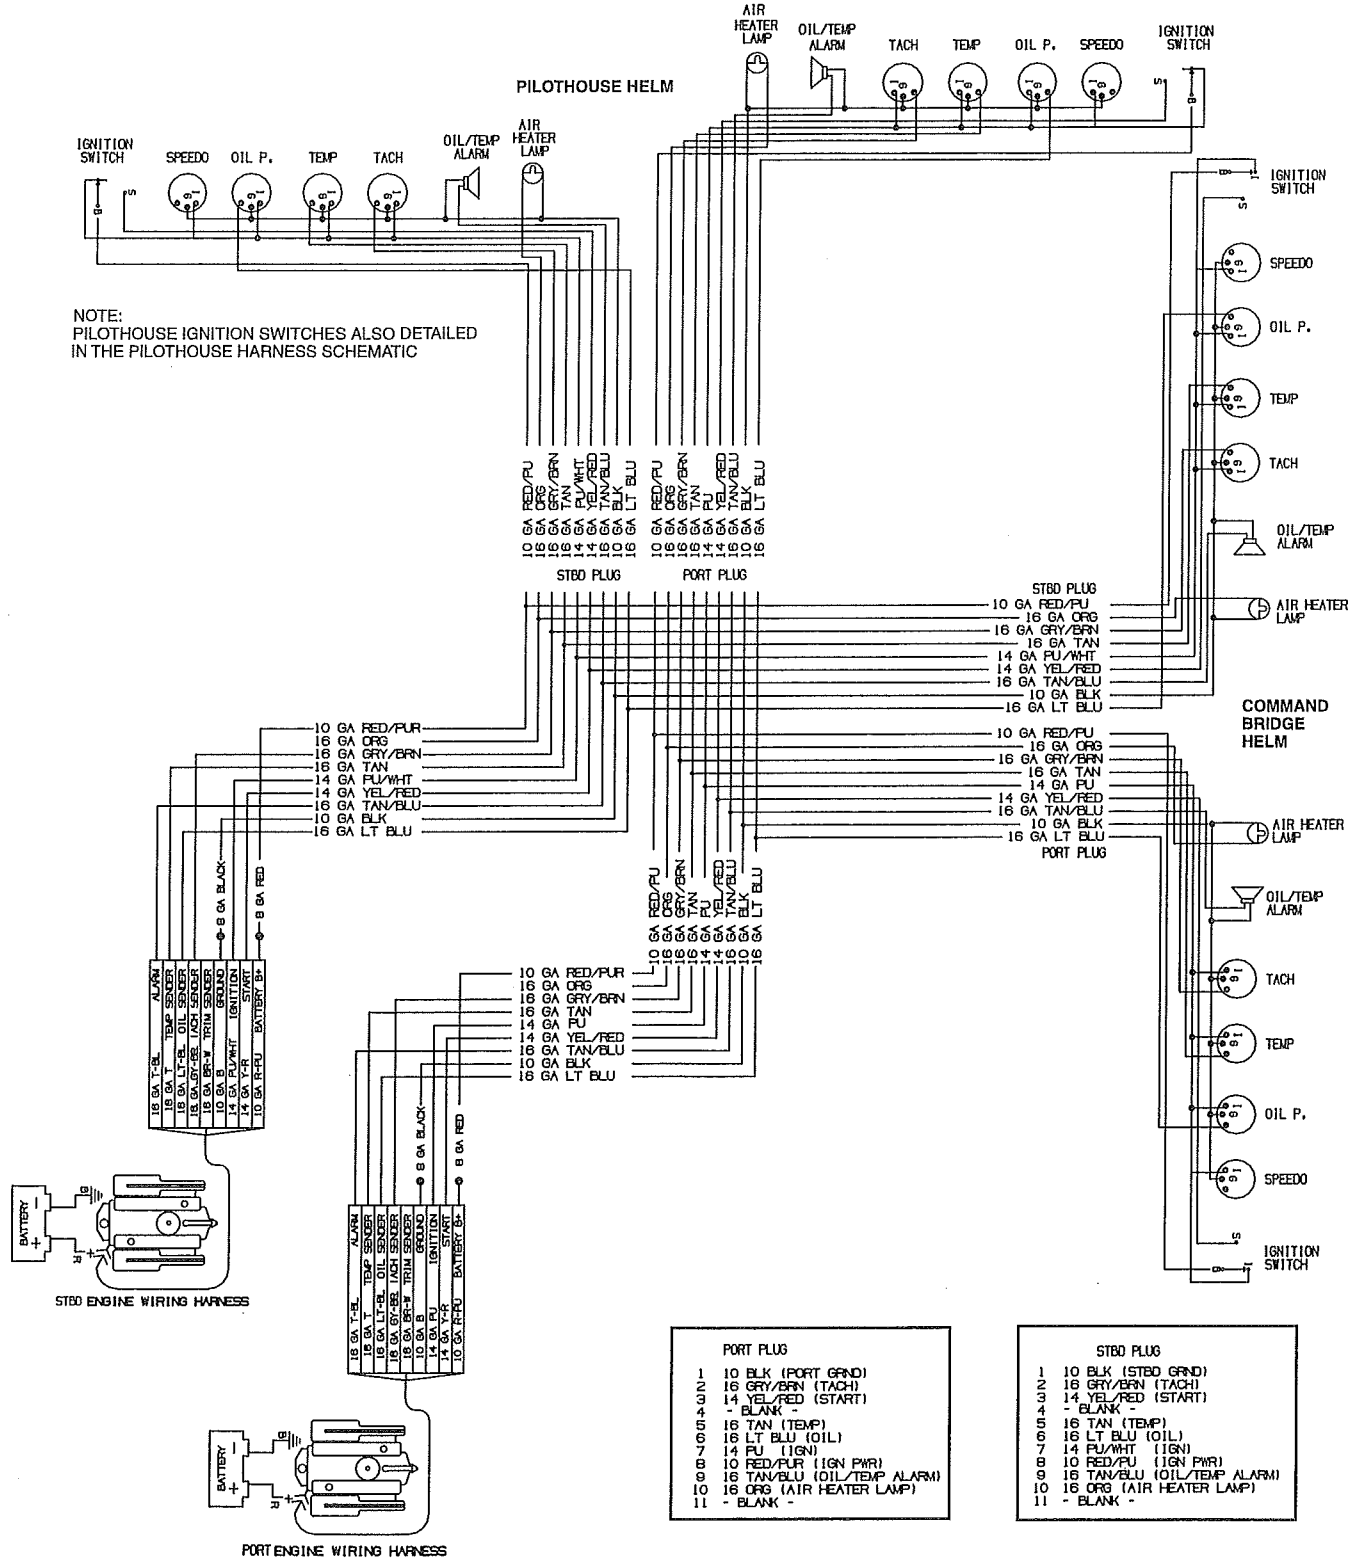 AIR
HEATER
LAMP
OIL/TEMP
ALARM
TACH
TEMP
OIL P.
SPEEDO
IGNITION
SWITCH
S
B
I G
I G
I G
I G
PILOTHOUSE HELM
IGNITION
SWITCH
SPEEDO
OIL P.
TEMP
TACH
OIL/TEMP
ALARM
AIR
HEATER
LAMP
S
B
I G
I G
I G
I G
NOTE:
PILOTHOUSE IGNITION SWITCHES ALSO DETAILED
IN THE PILOTHOUSE HARNESS SCHEMATIC
B
I
IGNITION
SWITCH
S
SPEEDO
OIL P.
TEMP
TACH
OIL/TEMP
ALARM
AIR HEATER
LAMP
10 GA RED/PU
16 GA ORG
16 GA GRY/BRN
16 GA TAN
14 GA PU/WHT
14 GA YEL/RED
16 GA TAN/BLU
10 GA BLK
16 GA LT BLU
STBD PLUG
10 GA RED/PU
16 GA ORG
16 GA GRY/BRN
16 GA TAN
14 GA PU
14 GA YEL/RED
16 GA TAN/BLU
10 GA BLK
16 GA LT BLU
PORT PLUG
STBD PLUG
10 GA RED/PU
16 GA ORG
16 GA GRY/BRN
16 GA TAN
14 GA PU/WHT
14 GA YEL/RED
16 GA TAN/BLU
10 GA BLK
16 GA LT BLU
COMMAND
BRIDGE
HELM
10 GA RED/PU
16 GA ORG
16 GA GRY/BRN
16 GA TAN
14 GA PU
14 GA YEL/RED
16 GA TAN/BLU
10 GA BLK
16 GA LT BLU
PORT PLUG
AIR HEATER
LAMP
OIL/TEMP
ALARM
TACH
TEMP
OIL P.
SPEEDO
S
IGNITION
SWITCH
B
I
10 GA RED/PUR
16 GA ORG
16 GA GRY/BRN
16 GA TAN
14 GA PU/WHT
14 GA YEL/RED
16 GA TAN/BLU
10 GA BLK
16 GA LT BLU
8 GA BLACK
8 GA RED
10 GA RED/PU
16 GA ORG
16 GA GRY/BRN
16 GA TAN
14 GA PU
14 GA YEL/RED
16 GA TAN/BLU
10 GA BLK
16 GA LT BLU
16 GA T-BL ALARM
16 GA T TEMP SENDER
16 GA LT-BL OIL SENDER
16 GA GY-BR TACH SENDER
16 GA BR-W TRIM SENDER
10 GA B GROUND
14 GA PU/WHT IGNITION
14 GA Y-R START
10 GA R-PU BATTERY B+
10 GA RED/PUR
16 GA ORG
16 GA GRY/BRN
16 GA TAN
14 GA PU
14 GA YEL/RED
16 GA TAN/BLU
10 GA BLK
16 GA LT BLU
8 GA BLACK
8 GA RED
BATTERY
B
R
+
STBD ENGINE WIRING HARNESS
16 GA T-BL ALARM
16 GA T TEMP SENDER
16 GA LT-BL OIL SENDER
16 GA GY-BR TACH SENDER
16 GA BR-W TRIM SENDER
10 GA B GROUND
14 GA PU IGNITION
14 GA Y-R START
10 GA R-PU BATTERY B+
BATTERY
B
R
+
PORT ENGINE WIRING HARNESS
PORT PLUG
1 10 BLK (PORT GRND)
2 16 GRY/BRN (TACH)
3 14 YEL/RED (START)
4 - BLANK -
5 16 TAN (TEMP)
6 16 LT BLU (OIL)
7 14 PU (IGN)
8 10 RED/PUR (IGN PWR)
9 16 TAN/BLU (OIL/TEMP ALARM)
10 16 ORG (AIR HEATER LAMP)
11 - BLANK -
STBD PLUG
1 10 BLK (STBD GRND)
2 16 GRY/BRN (TACH)
3 14 YEL/RED (START)
4 - BLANK -
5 16 TAN (TEMP)
6 16 LT BLU (OIL)
7 14 PU/WHT (IGN)
8 10 RED/PU (IGN PWR)
9 16 TAN/BLU (OIL/TEMP ALARM)
10 16 ORG (AIR HEATER LAMP)
11 - BLANK -